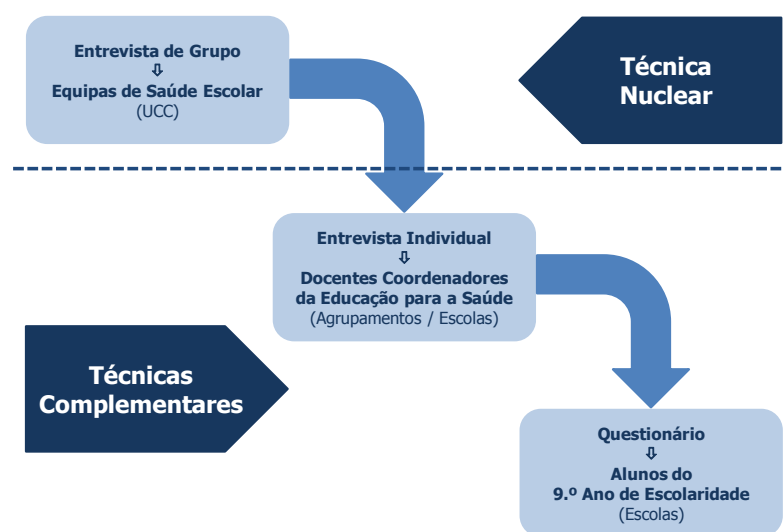 Entrevista de Grupo
⇩
Equipas de Saúde Escolar
(UCC)
Técnica
Nuclear
Entrevista Individual
⇩
Docentes Coordenadores
da Educação para a Saúde
(Agrupamentos / Escolas)
Técnicas
Complementares
Questionário
⇩
Alunos do
9.º Ano de Escolaridade
(Escolas)